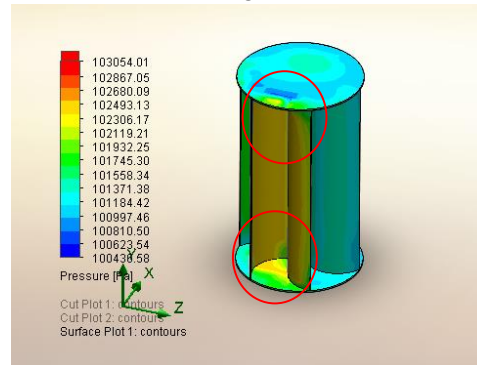 103054.01
102867.05
102680.09
102493.13
102306.17
102119.21
101932.25
101745.30
101558.34
101371.38
101184.42
100997.46
100810.50
100623.54
100436.58
Pressure [Pa]
Y
X
Z
Cut Plot 1: contours
Cut Plot 2: contours
Surface Plot 1: contours